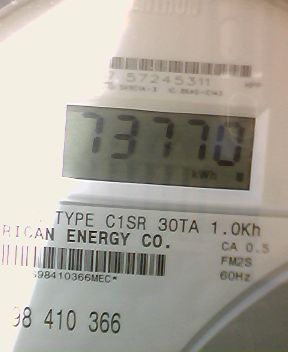 57245311
73770
kWh
TYPE C1SR 30TA 1.0Kh
RICAN ENERGY CO.
CA 0.5
FM2S
60Hz
S98410366MEC*
98 410 366